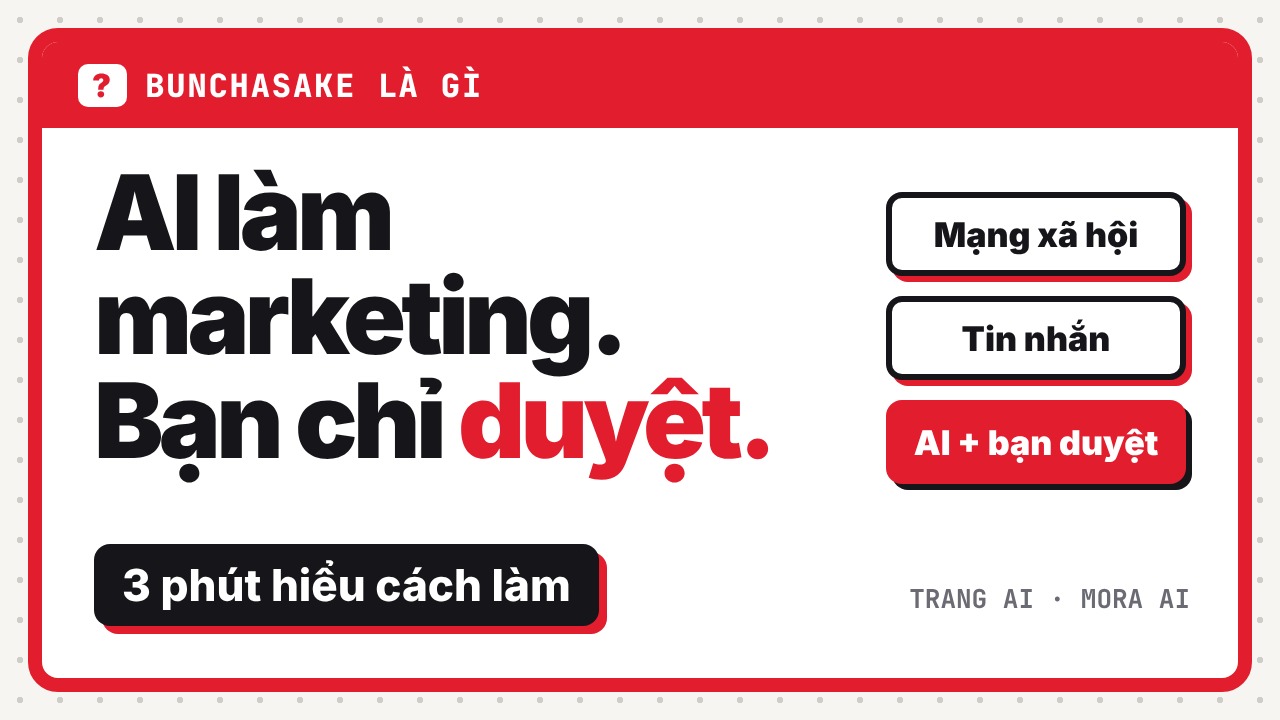 ? BUNCHASAKE LÀ GÌ
AI làm
marketing.
Bạn chỉ duyệt.
Mạng xã hội
Tin nhắn
AI + bạn duyệt
3 phút hiểu cách làm
TRANG AI · MORA AI